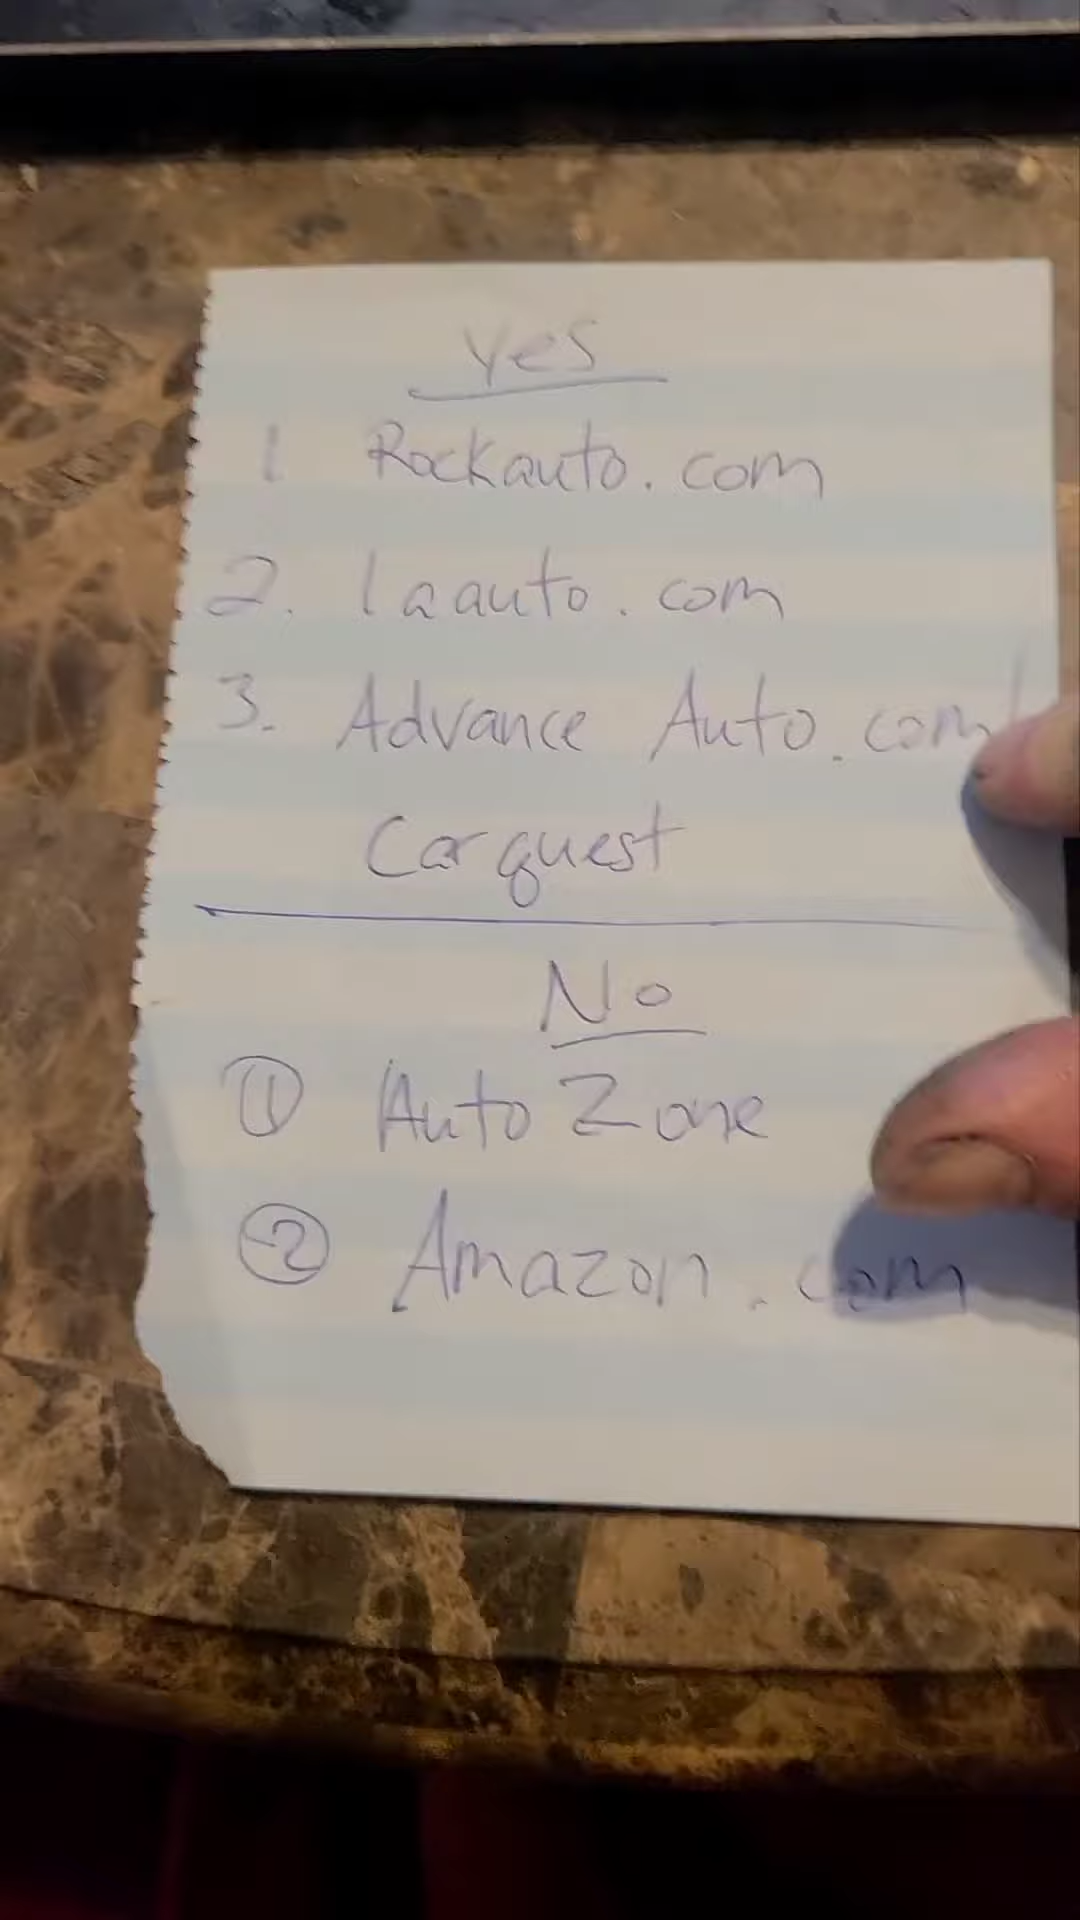 Yes
1 Rockauto.com
2. 1aauto.com
3. Advance Auto.com/
Carquest
No
① AutoZone
② Amazon.com